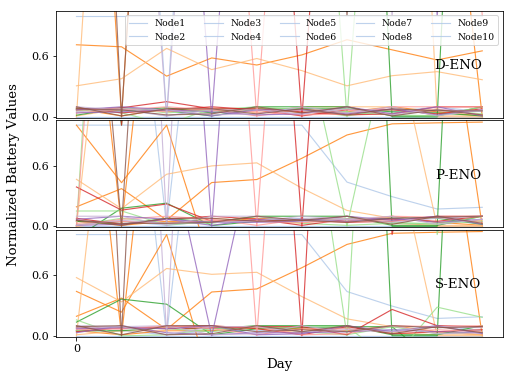 Node1 Node3 Node5 Node7 Node9
Node2 Node4 Node6 Node8 Node10
0.6
D-ENO
0.0
0.6
P-ENO
0.0
0.6
S-ENO
0.0
0
Normalized Battery Values
Day